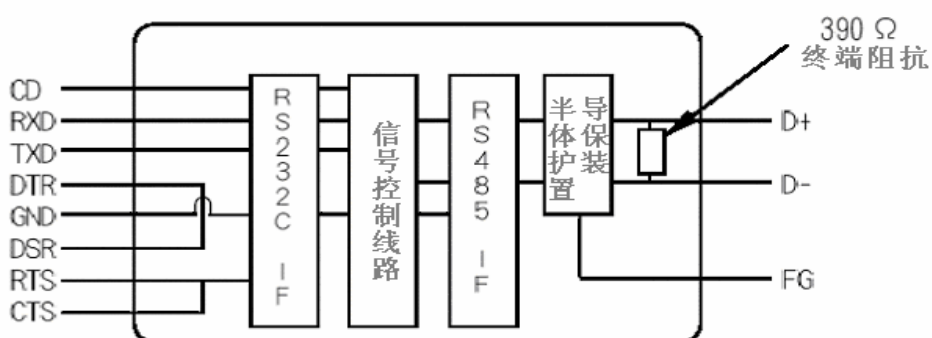 390 Ω
终端阻抗
CD
RXD
TXD
DTR
GND
DSR
RTS
CTS
RS232C IF
信号控制线路
RS485 IF
半导体保护装置
D+
D-
FG